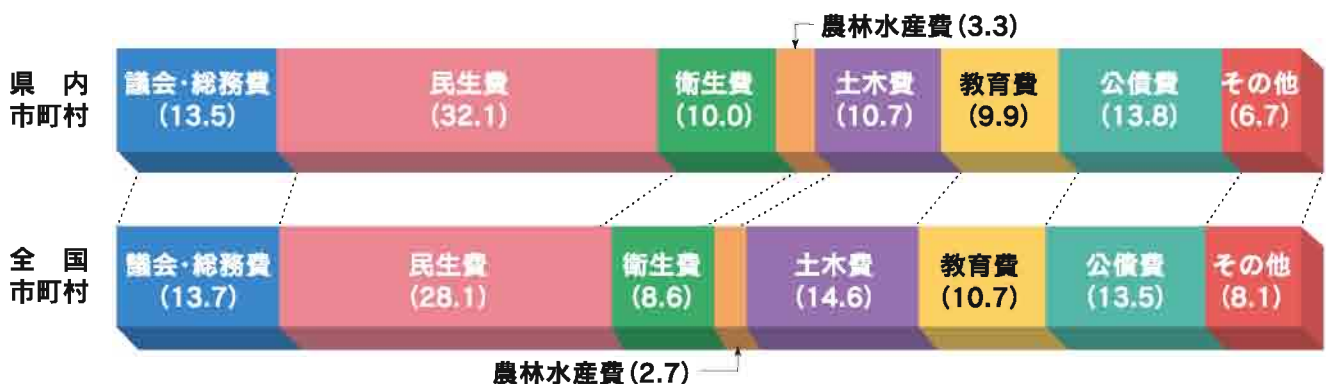 農林水産費(3.3)
県内
市町村
議会・総務費
(13.5)
民生費
(32.1)
衛生費
(10.0)
土木費
(10.7)
教育費
(9.9)
公債費
(13.8)
その他
(6.7)
全国
市町村
議会・総務費
(13.7)
民生費
(28.1)
衛生費
(8.6)
土木費
(14.6)
教育費
(10.7)
公債費
(13.5)
その他
(8.1)
農林水産費(2.7)